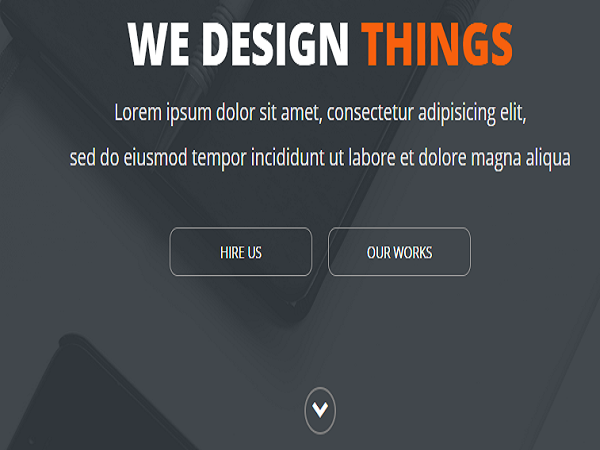 WE DESIGN THINGS
Lorem ipsum dolor sit amet, consectetur adipisicing elit,
sed do eiusmod tempor incididunt ut labore et dolore magna aliqua
HIRE US
OUR WORKS